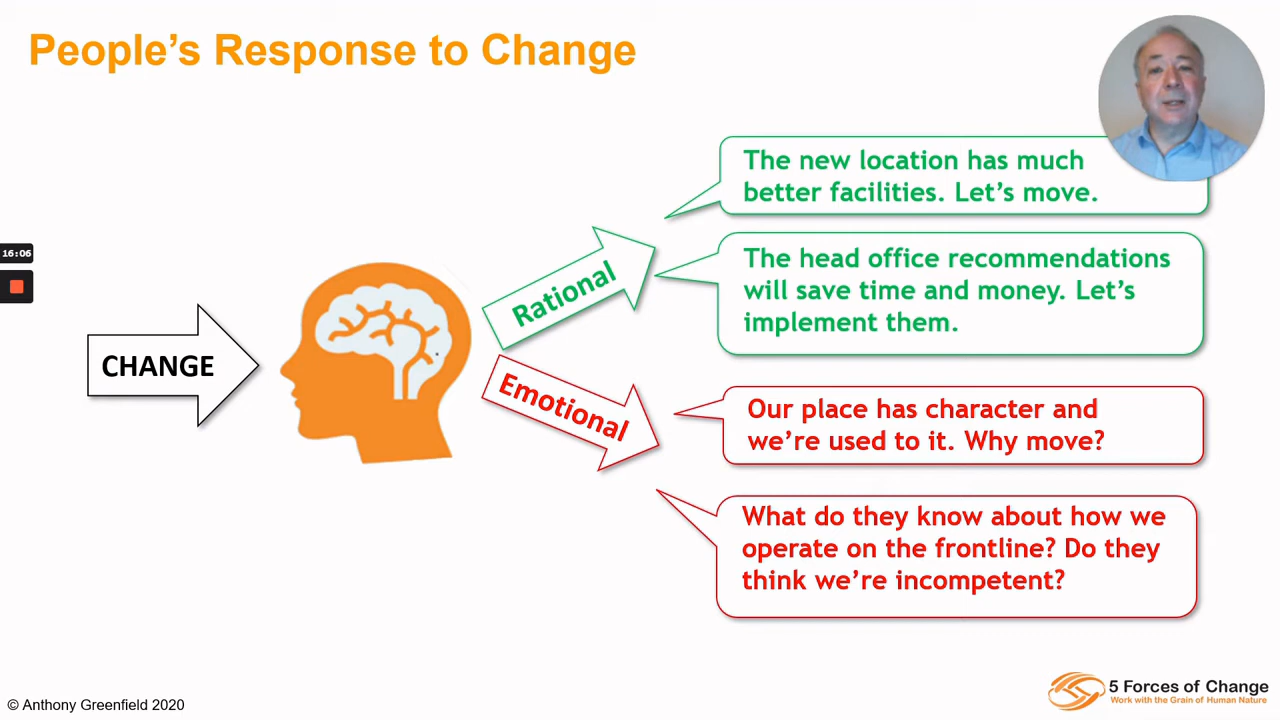 People’s Response to Change
The new location has much
better facilities. Let’s move.
16:06
The head office recommendations
will save time and money. Let’s
implement them.
Rational
CHANGE
Emotional
Our place has character and
we’re used to it. Why move?
What do they know about how we
operate on the frontline? Do they
think we’re incompetent?
5 Forces of Change
Work with the Grain of Human Nature
© Anthony Greenfield 2020